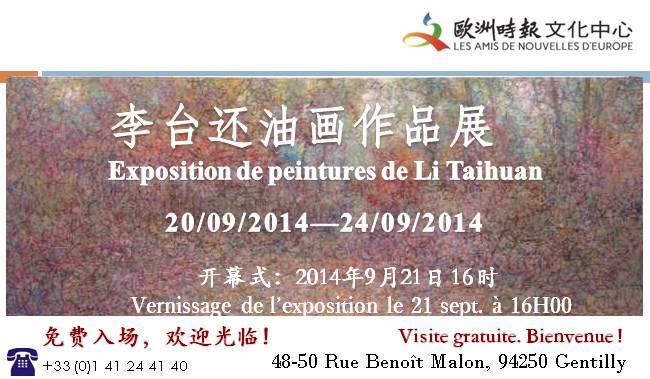 歐洲時報文化中心
LES AMIS DE NOUVELLES D'EUROPE
李台还油画作品展
Exposition de peintures de Li Taihuan
20/09/2014—24/09/2014
开幕式：2014年9月21日16时
Vernissage de l'exposition le 21 sept. à 16H00
免费入场，欢迎光临！ Visite gratuite. Bienvenue !
+33 (0)1 41 24 41 40 48-50 Rue Benoît Malon, 94250 Gentilly